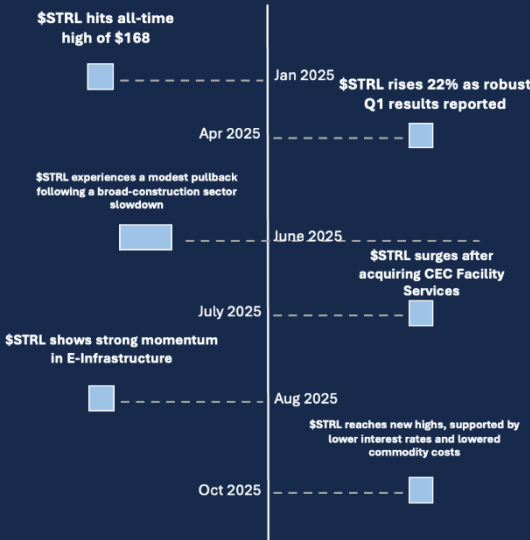 $STRL hits all-time
high of $168
Jan 2025
$STRL rises 22% as robust
Q1 results reported
Apr 2025
$STRL experiences a modest pullback
following a broad-construction sector
slowdown
June 2025
$STRL surges after
acquiring CEC Facility
Services
July 2025
$STRL shows strong momentum
in E-Infrastructure
Aug 2025
$STRL reaches new highs, supported by
lower interest rates and lowered
commodity costs
Oct 2025